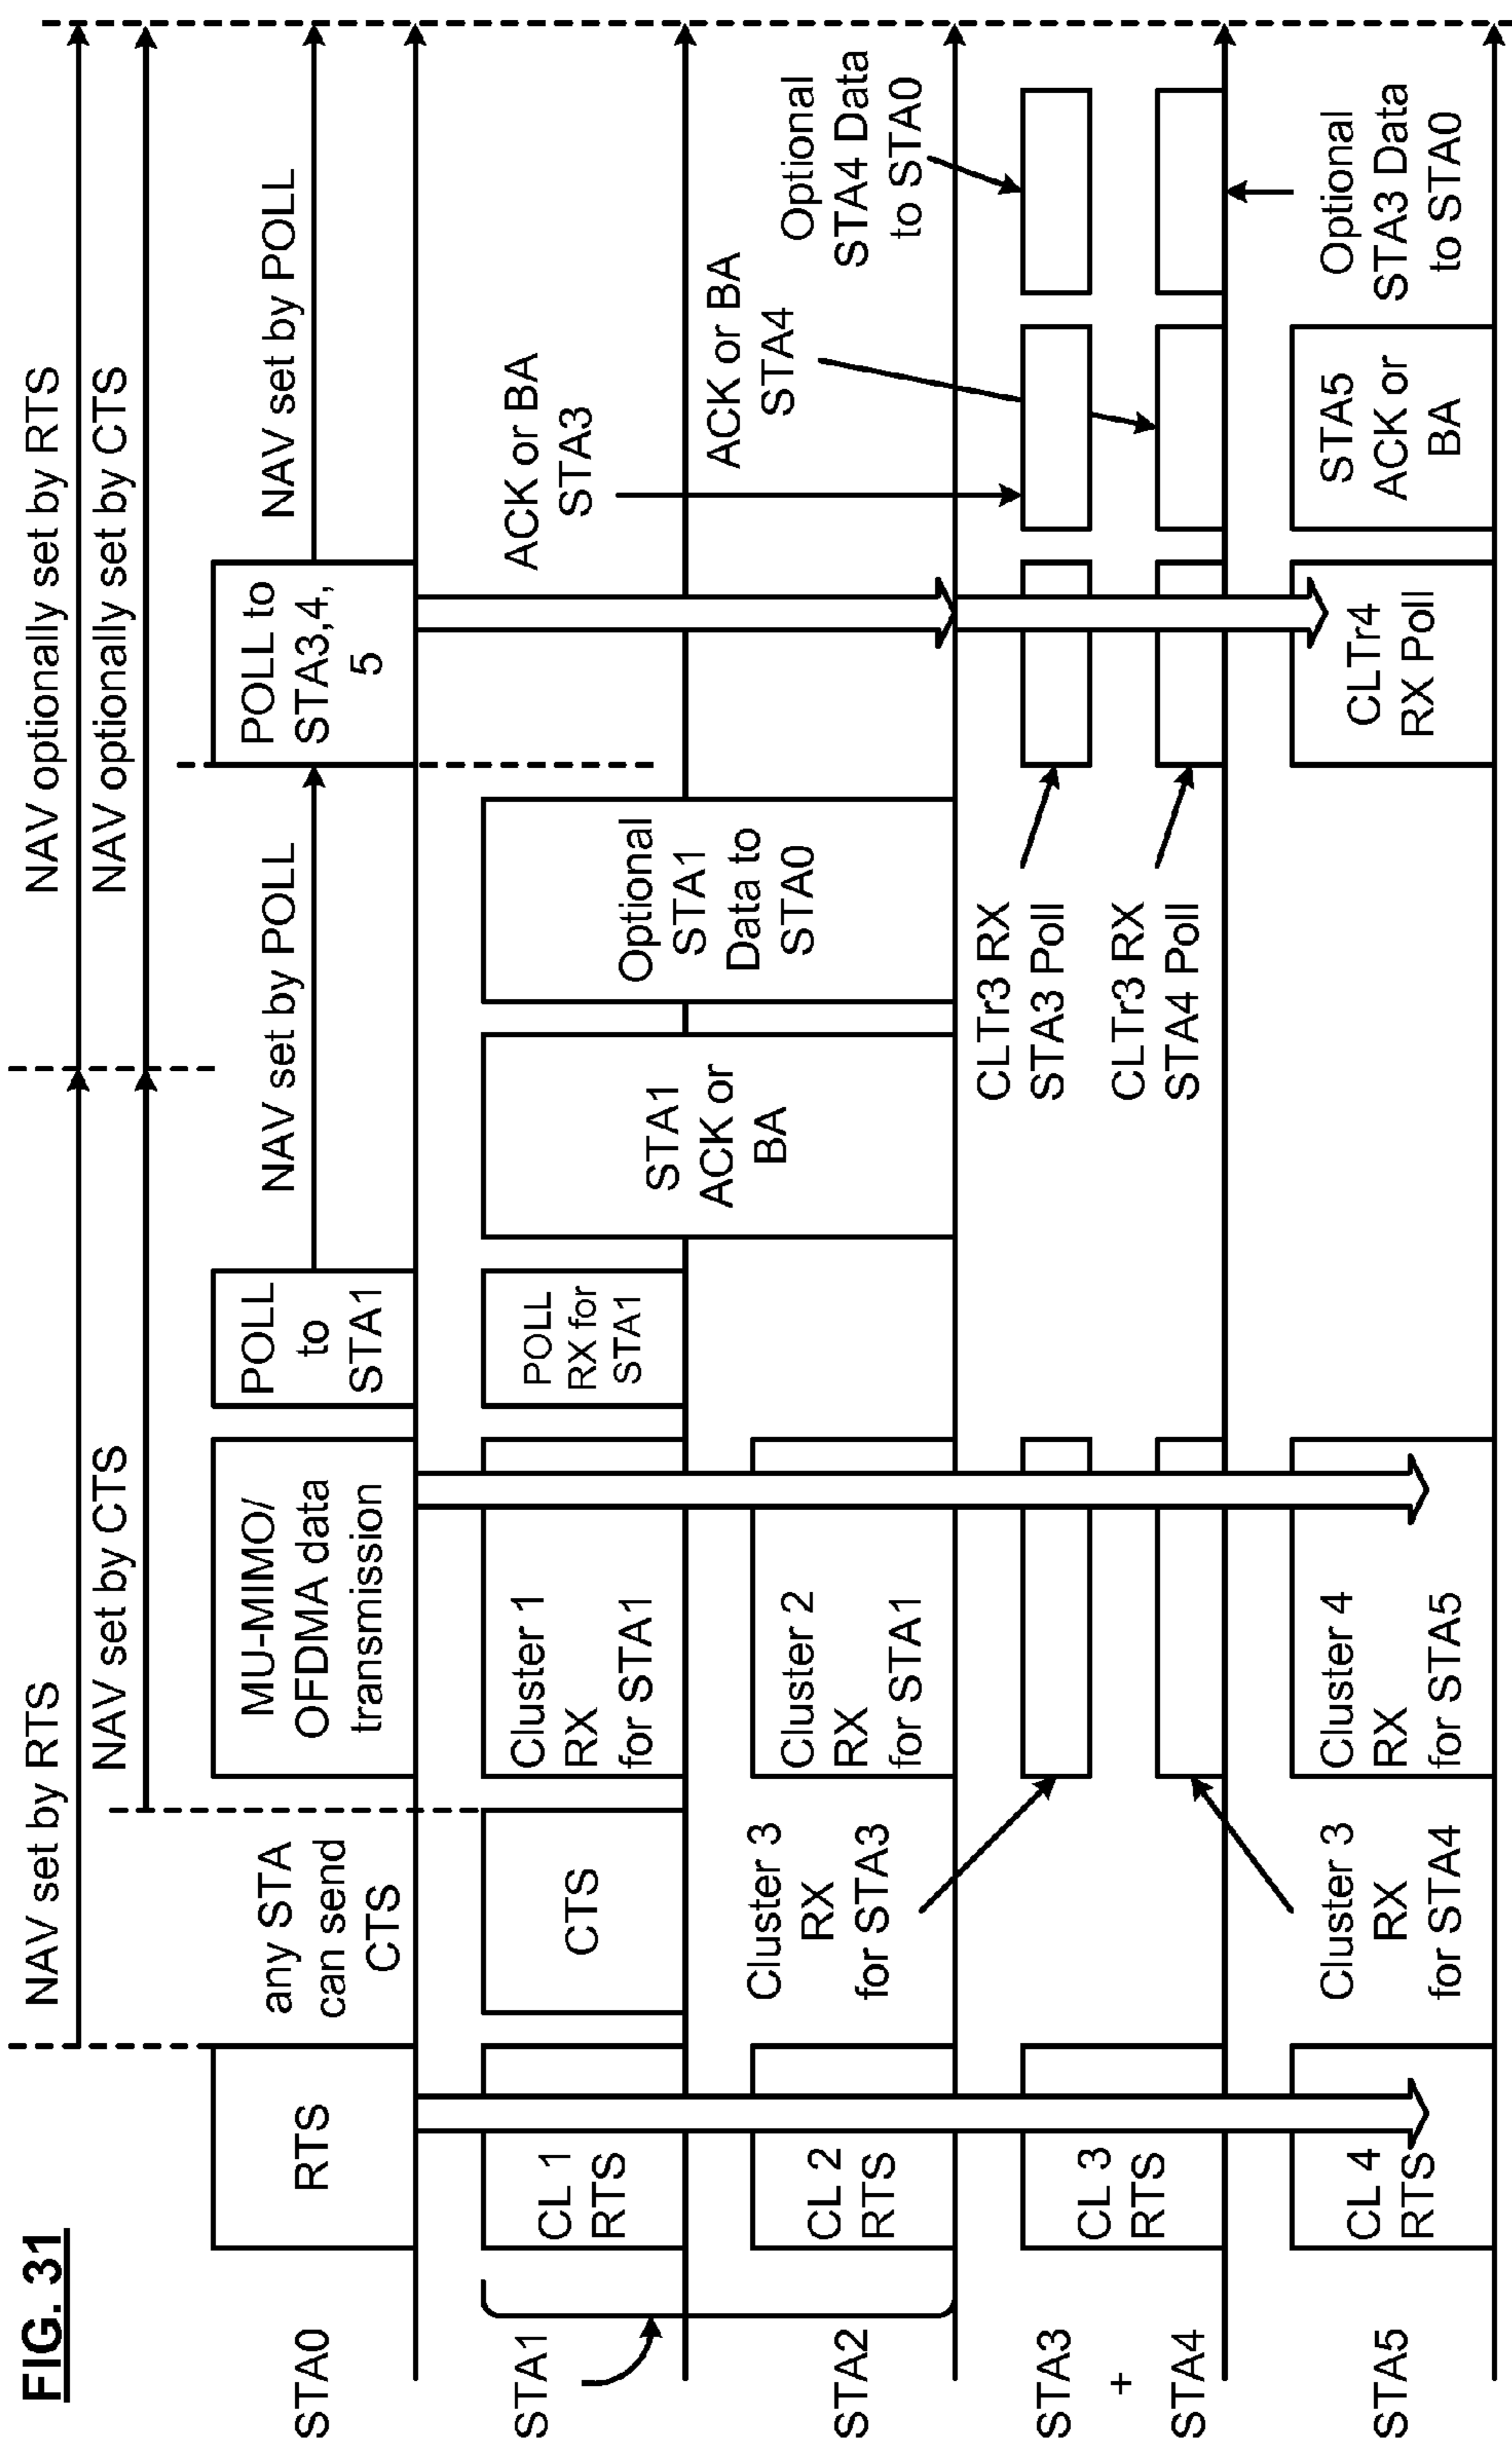 FIG. 31
NAV set by RTS
NAV optionally set by RTS
NAV set by CTS
NAV optionally set by CTS
STA0
RTS
any STA
can send
CTS
MU-MIMO/
OFDMA data
transmission
POLL
to
STA1
NAV set by POLL
POLL to
STA3,4,
5
NAV set by POLL
STA1
CL 1
RTS
CTS
Cluster 1
RX
for STA1
POLL
RX for
STA1
STA1
ACK or
BA
Optional
STA1
Data to
STA0
ACK or BA
STA3
STA2
CL 2
RTS
Cluster 3
RX
for STA3
Cluster 2
RX
for STA1
ACK or BA
STA4
Optional
STA4 Data
to STA0
STA3
+
STA4
CL 3
RTS
CLTr3 RX
STA3 Poll
CLTr3 RX
STA4 Poll
STA5
CL 4
RTS
Cluster 3
RX
for STA4
Cluster 4
RX
for STA5
CLTr4
RX Poll
STA5
ACK or
BA
Optional
STA3 Data
to STA0